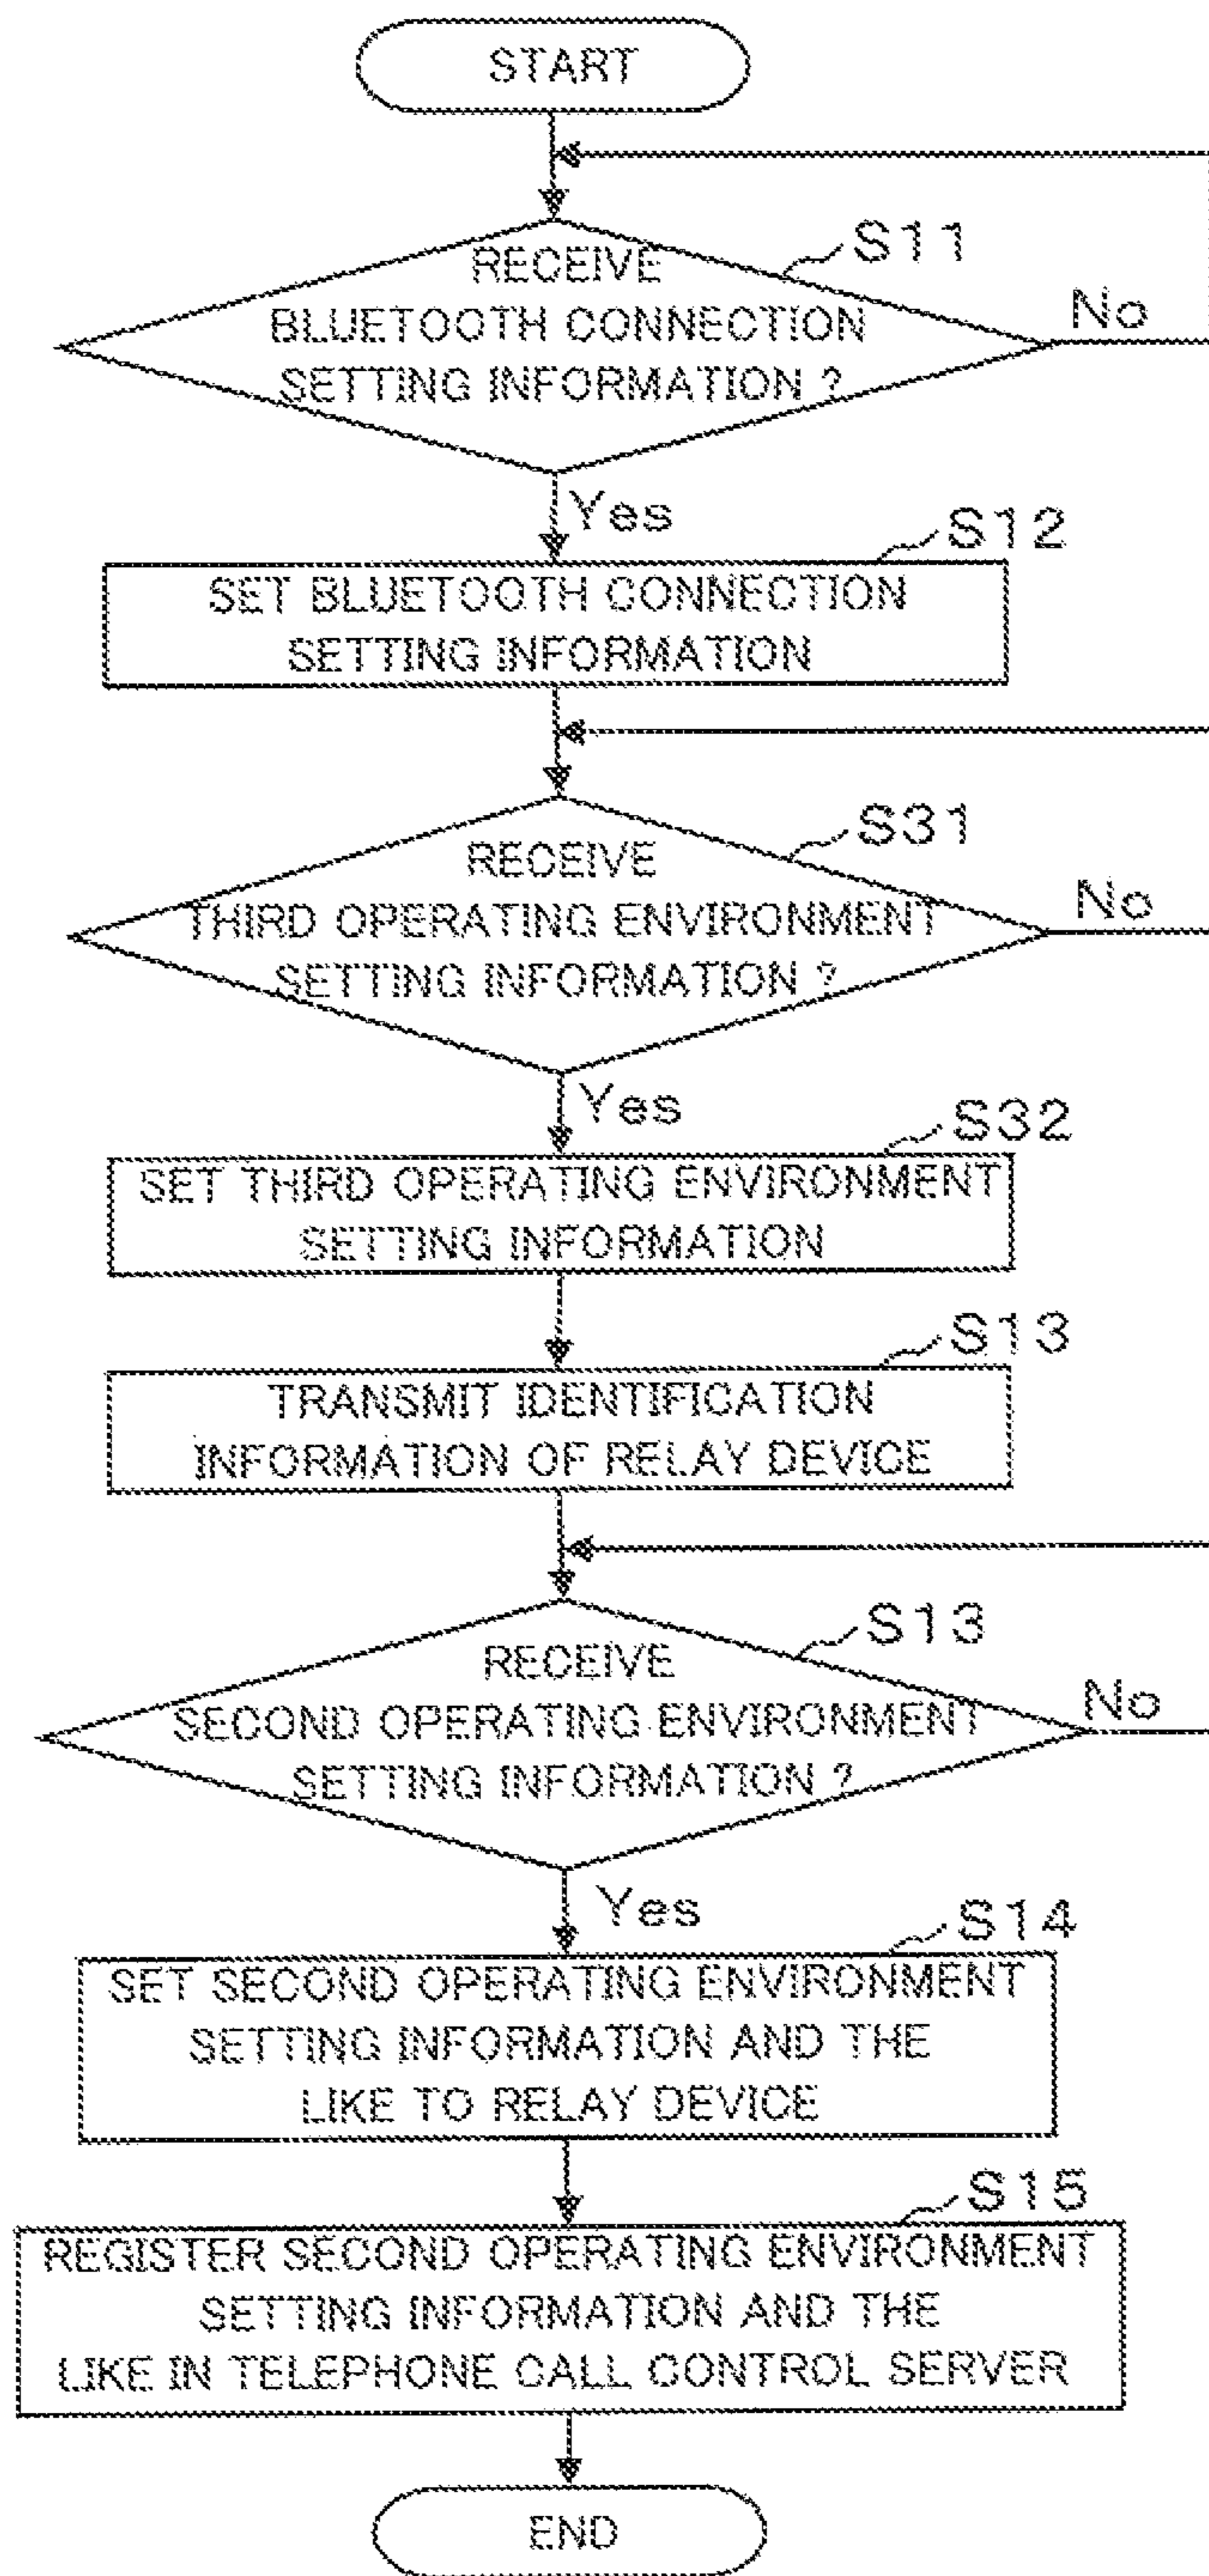 START
S11
RECEIVE
BLUETOOTH CONNECTION
SETTING INFORMATION ?
No
Yes
S12
SET BLUETOOTH CONNECTION
SETTING INFORMATION
S31
RECEIVE
THIRD OPERATING ENVIRONMENT
SETTING INFORMATION ?
No
Yes
S32
SET THIRD OPERATING ENVIRONMENT
SETTING INFORMATION
S13
TRANSMIT IDENTIFICATION
INFORMATION OF RELAY DEVICE
S13
RECEIVE
SECOND OPERATING ENVIRONMENT
SETTING INFORMATION ?
No
Yes
S14
SET SECOND OPERATING ENVIRONMENT
SETTING INFORMATION AND THE
LIKE TO RELAY DEVICE
S15
REGISTER SECOND OPERATING ENVIRONMENT
SETTING INFORMATION AND THE
LIKE IN TELEPHONE CALL CONTROL SERVER
END